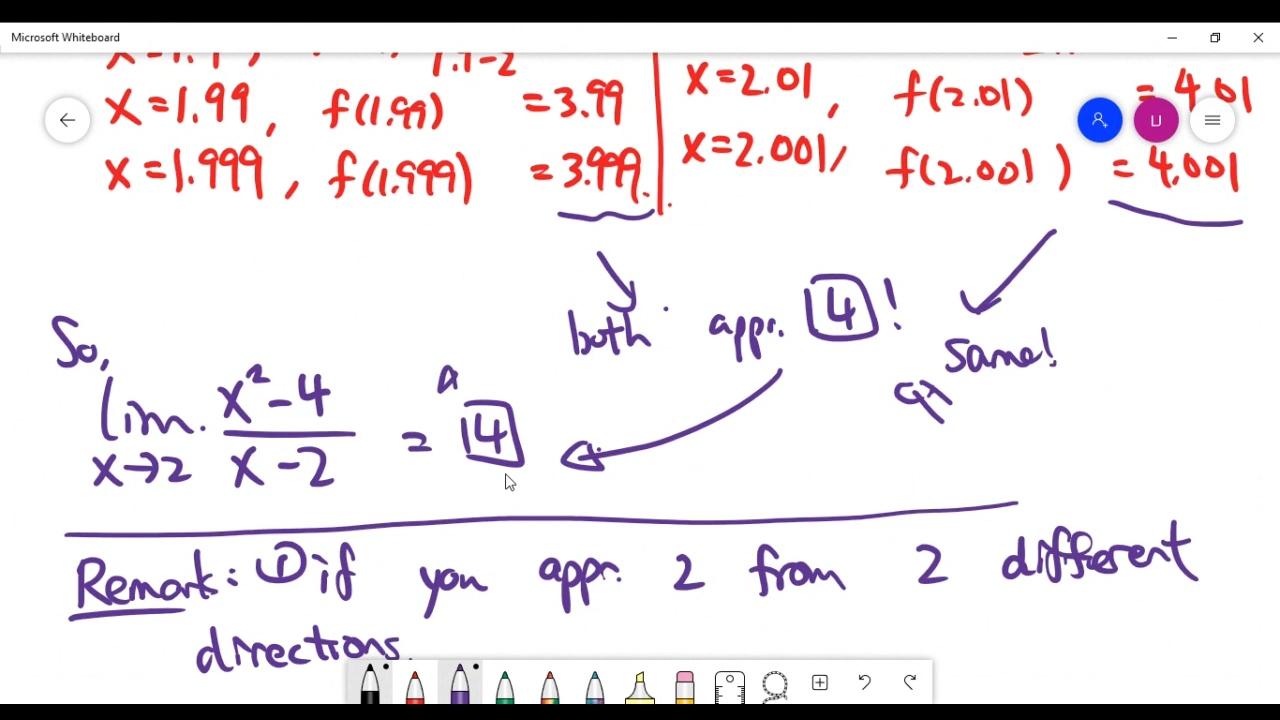 Microsoft Whiteboard
x = 1.99, f(1.99) = 3.99
x = 1.999, f(1.999) = 3.999
x = 2.01, f(2.01) = 4.01
x = 2.001, f(2.001) = 4.001
both appr. 4!
same!
So,
lim x→2 x²-4 / x-2 = 4
Remark: ① if you appr. 2 from 2 different
directions.